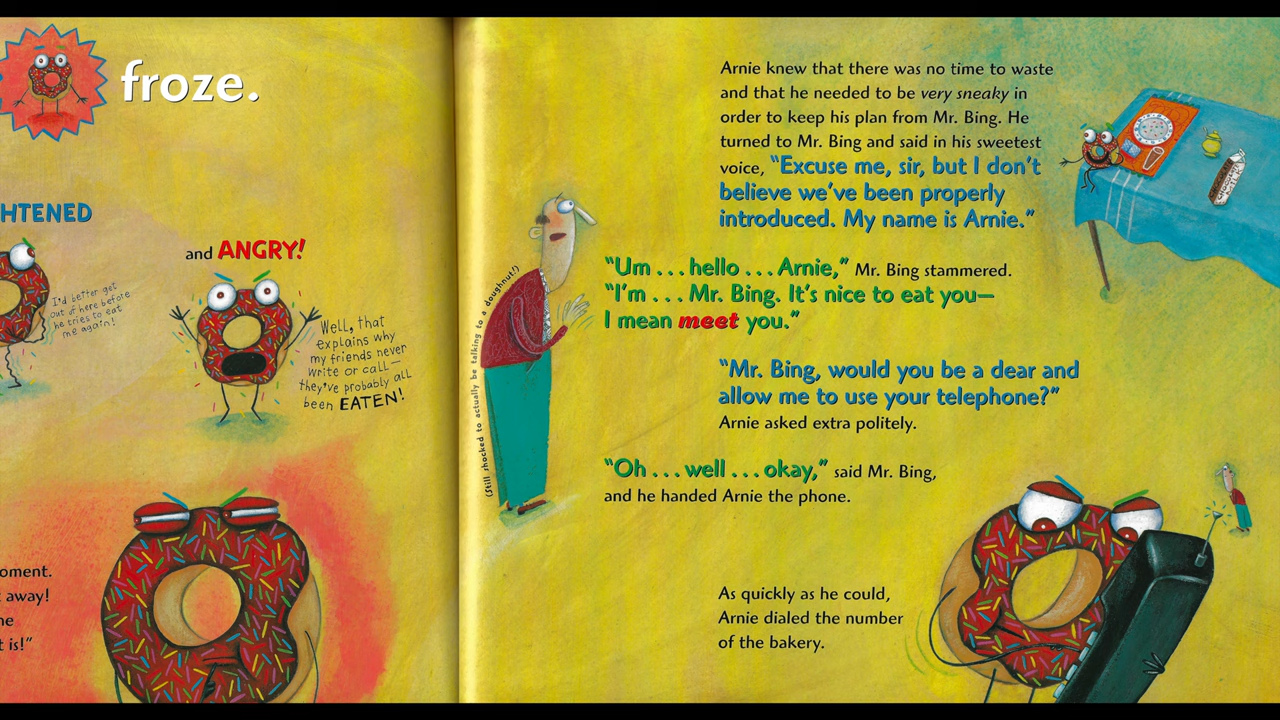 froze.
HTENED
and ANGRY!
I'd better get
out of here before
he tries to eat
me again!
Well, that
explains why
my friends never
write or call—
they've probably all
been EATEN!
oment.
away!
he
t is!”
(Still shocked to actually be talking to a doughnut!)
Arnie knew that there was no time to waste
and that he needed to be very sneaky in
order to keep his plan from Mr. Bing. He
turned to Mr. Bing and said in his sweetest
voice, “Excuse me, sir, but I don't
believe we've been properly
introduced. My name is Arnie.”
“Um . . . hello . . . Arnie,” Mr. Bing stammered.
“I'm . . . Mr. Bing. It's nice to eat you—
I mean meet you.”
“Mr. Bing, would you be a dear and
allow me to use your telephone?”
Arnie asked extra politely.
“Oh . . . well . . . okay,” said Mr. Bing,
and he handed Arnie the phone.
As quickly as he could,
Arnie dialed the number
of the bakery.